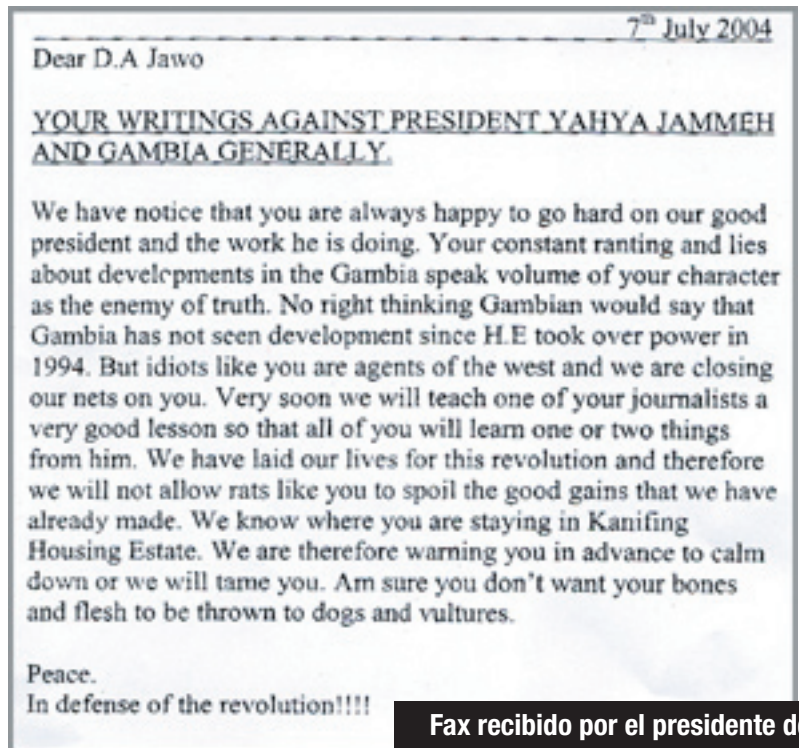 7th July 2004
Dear D.A Jawo
YOUR WRITINGS AGAINST PRESIDENT YAHYA JAMMEH
AND GAMBIA GENERALLY.
We have notice that you are always happy to go hard on our good
president and the work he is doing. Your constant ranting and lies
about developments in the Gambia speak volume of your character
as the enemy of truth. No right thinking Gambian would say that
Gambia has not seen development since H.E took over power in
1994. But idiots like you are agents of the west and we are closing
our nets on you. Very soon we will teach one of your journalists a
very good lesson so that all of you will learn one or two things
from him. We have laid our lives for this revolution and therefore
we will not allow rats like you to spoil the good gains that we have
already made. We know where you are staying in Kanifing
Housing Estate. We are therefore warning you in advance to calm
down or we will tame you. Am sure you don't want your bones
and flesh to be thrown to dogs and vultures.
Peace.
In defense of the revolution!!!!
Fax recibido por el presidente d